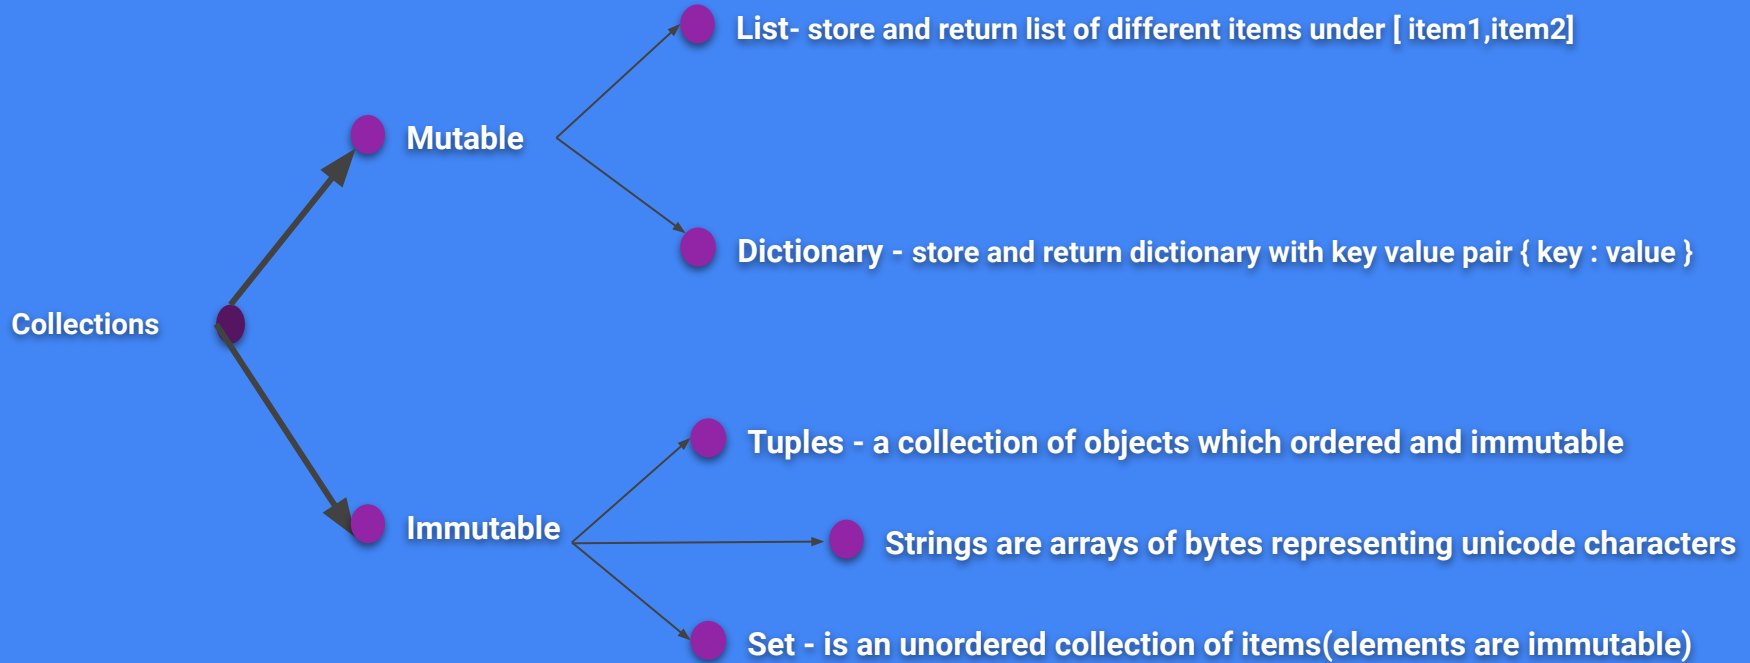 List- store and return list of different items under [ item1,item2]
Mutable
Dictionary - store and return dictionary with key value pair { key : value }
Collections
Tuples - a collection of objects which ordered and immutable
Immutable
Strings are arrays of bytes representing unicode characters
Set - is an unordered collection of items(elements are immutable)